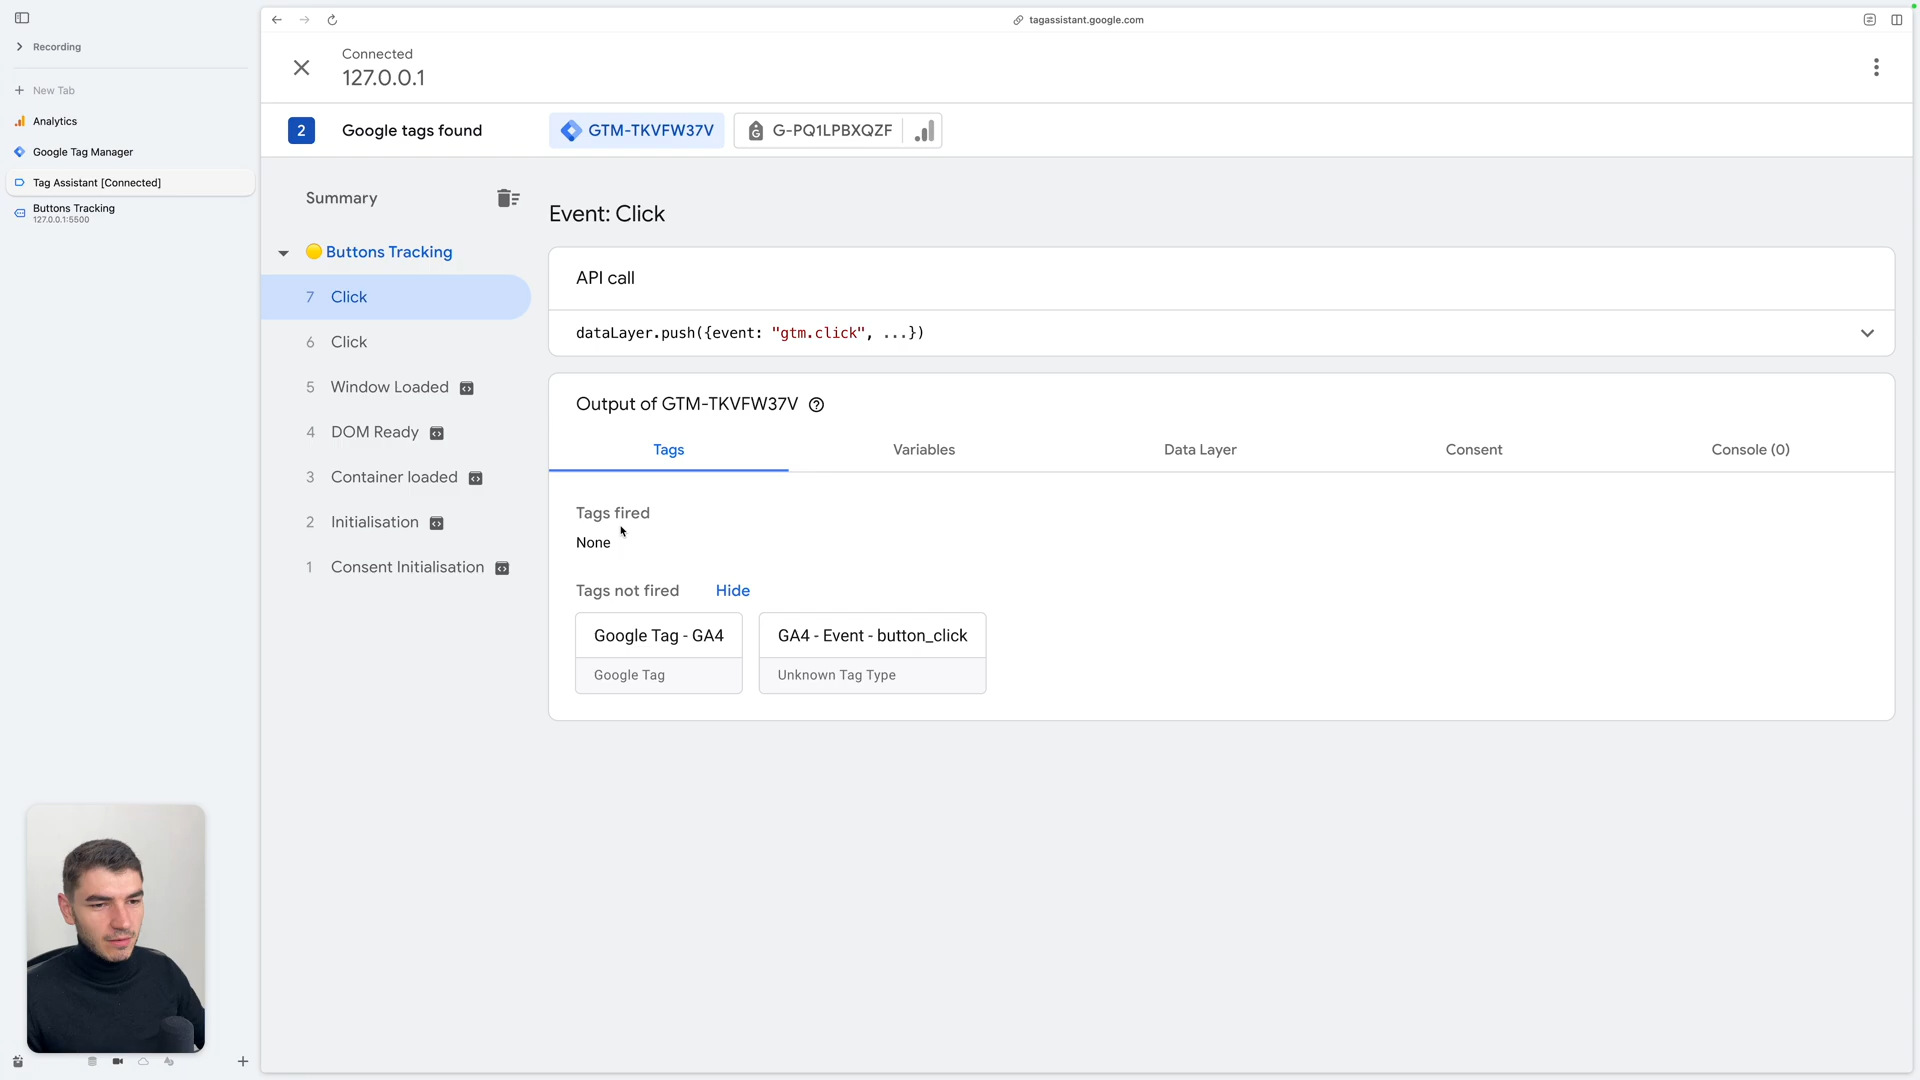 Recording
New Tab
Analytics
Google Tag Manager
Tag Assistant [Connected]
Buttons Tracking
127.0.0.1:5500
tagassistant.google.com
Connected
127.0.0.1
2 Google tags found GTM-TKVFW37V G-PQ1LPBXQZF
Summary
Buttons Tracking
7 Click
6 Click
5 Window Loaded
4 DOM Ready
3 Container loaded
2 Initialisation
1 Consent Initialisation
Event: Click
API call
dataLayer.push({event: "gtm.click", ...})
Output of GTM-TKVFW37V
Tags Variables Data Layer Consent Console (0)
Tags fired
None
Tags not fired Hide
Google Tag - GA4
Google Tag
GA4 - Event - button_click
Unknown Tag Type